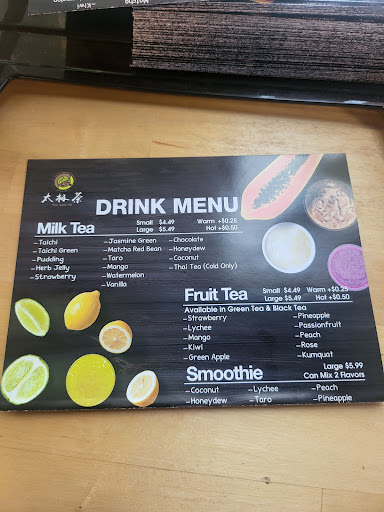 Matcha
–Kiwi
太極茶
DRINK MENU
Milk Tea
Small $4.49 Warm +$0.25
Large $5.49 Hot +$0.50
–Taichi
–Taichi Green
–Pudding
–Herb Jelly
–Strawberry
–Jasmine Green
–Matcha Red Bean
–Taro
–Mango
–Watermelon
–Vanilla
–Chocolate
–Honeydew
–Coconut
–Thai Tea (Cold Only)
Fruit Tea
Small $4.49 Warm +$0.25
Large $5.49 Hot +$0.50
Available in Green Tea & Black Tea
–Strawberry
–Lychee
–Mango
–Kiwi
–Green Apple
–Pineapple
–Passionfruit
–Peach
–Rose
–Kumquat
Smoothie
Large $5.99
Can Mix 2 Flavors
–Coconut –Lychee –Peach
–Honeydew –Taro –Pineapple